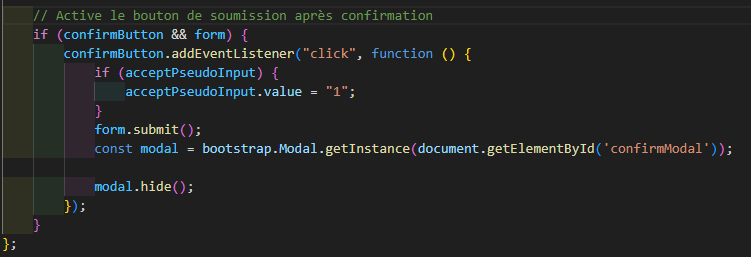 // Active le bouton de soumission après confirmation
if (confirmButton && form) {
confirmButton.addEventListener("click", function () {
if (acceptPseudoInput) {
acceptPseudoInput.value = "1";
}
form.submit();
const modal = bootstrap.Modal.getInstance(document.getElementById('confirmModal'));
modal.hide();
});
}
};